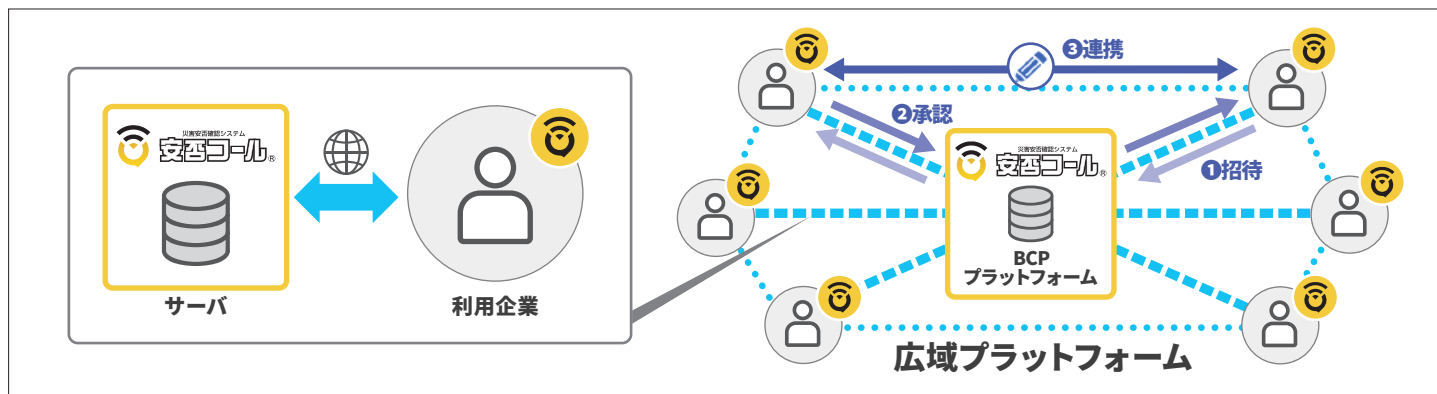 災害安否確認システム
安否コール®
サーバ
利用企業
❸連携
❷承認
❶招待
災害安否確認システム
安否コール®
BCP
プラットフォーム
広域プラットフォーム